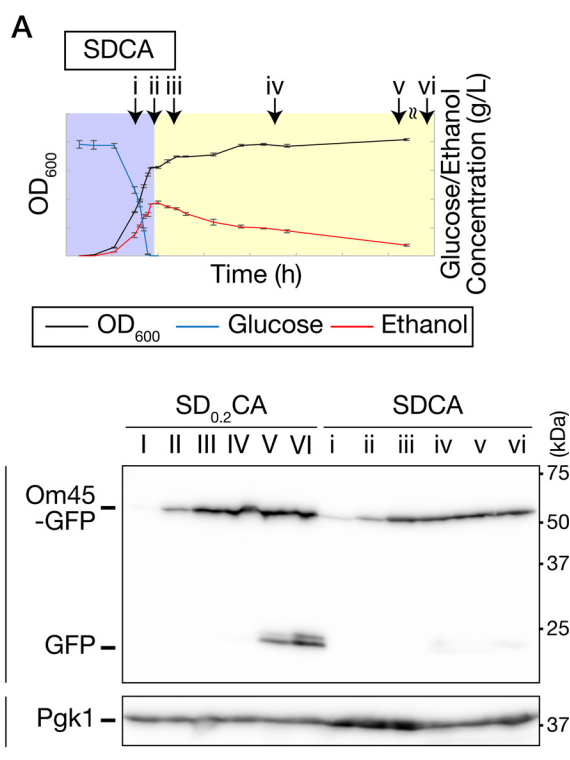 A
SDCA
i ii iii iv v vi
≈
OD600
Glucose/Ethanol
Concentration (g/L)
Time (h)
OD600 Glucose Ethanol
SD0.2CA SDCA
I II III IV V VI i ii iii iv v vi
(kDa)
Om45
-GFP
GFP
75
50
37
25
Pgk1
37